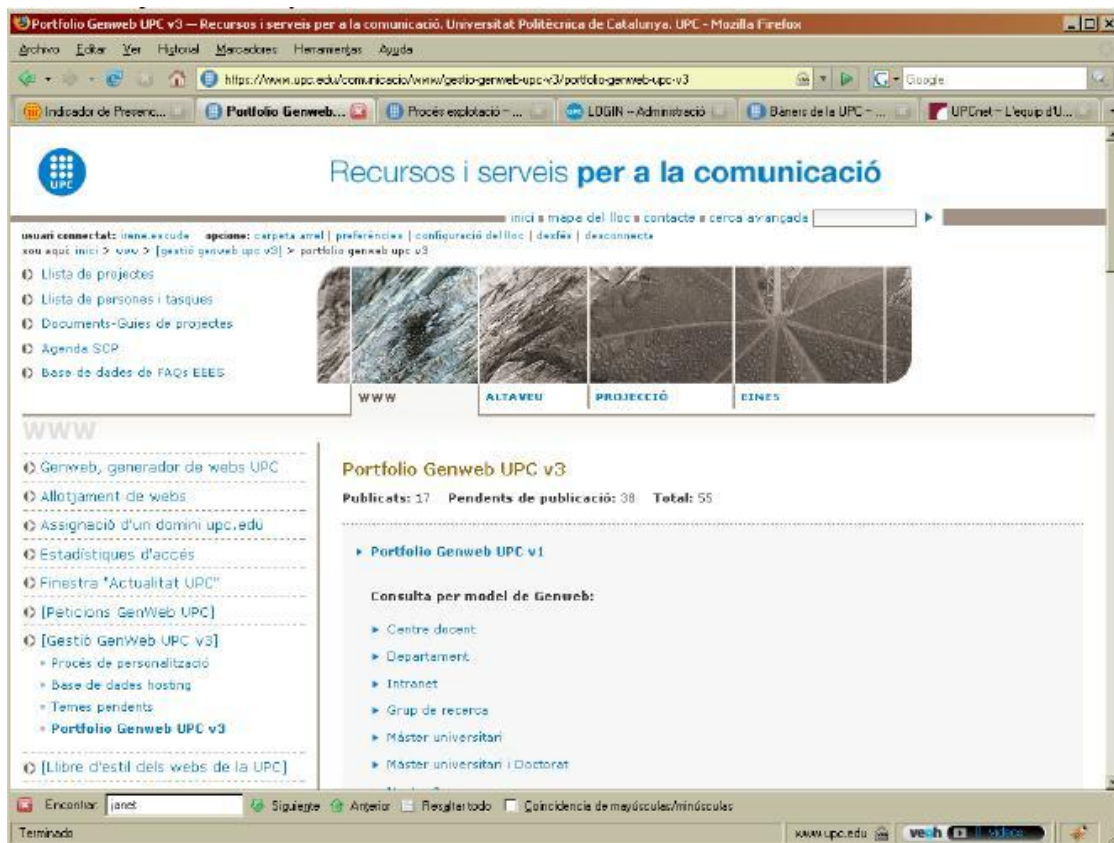 Portfolio Genweb UPC v3 — Recursos i serveis per a la comunicació. Universitat Politècnica de Catalunya. UPC - Mozilla Firefox
Archivo Editar Ver Historial Marcadores Herramientas Ayuda
https://www.upc.edu/comunicacio/www/gestio-genweb-upc-v3/portfolio-genweb-upc-v3
Google
Indicador de Presenc...
Portfolio Genweb...
Procés explotació – ...
LOGIN – Administració
Bàners de la UPC – ...
UPCnet – L'equip d'U...
UPC
Recursos i serveis per a la comunicació
inici mapa del lloc contacte cerca avançada
usuari connectat: opcions: carpeta arrel | preferències | configuració del lloc | desfés | desconnecta
sou aquí: inici > www > [gestió genweb upc v3] > portfolio genweb upc v3
Llista de projectes
Llista de persones i tasques
Documents-Guies de projectes
Agenda SCP
Base de dades de FAQs EEES
WWW ALTAVEU PROJECCIÓ EINES
WWW
Genweb, generador de webs UPC
Allotjament de webs
Assignació d'un domini upc.edu
Estadístiques d'accés
Finestra "Actualitat UPC"
[Peticions GenWeb UPC]
[Gestió GenWeb UPC v3]
Procés de personalització
Base de dades hosting
Temes pendents
Portfolio Genweb UPC v3
[Llibre d'estil dels webs de la UPC]
Portfolio Genweb UPC v3
Publicats: 17 Pendents de publicació: 38 Total: 55
Portfolio Genweb UPC v1
Consulta per model de Genweb:
Centre docent
Departament
Intranet
Grup de recerca
Màster universitari
Màster universitari i Doctorat
Encontrar: janet Siguiente Anterior Resaltar todo Coincidencia de mayúsculas/minúsculas
Terminado
www.upc.edu
veoh
videos